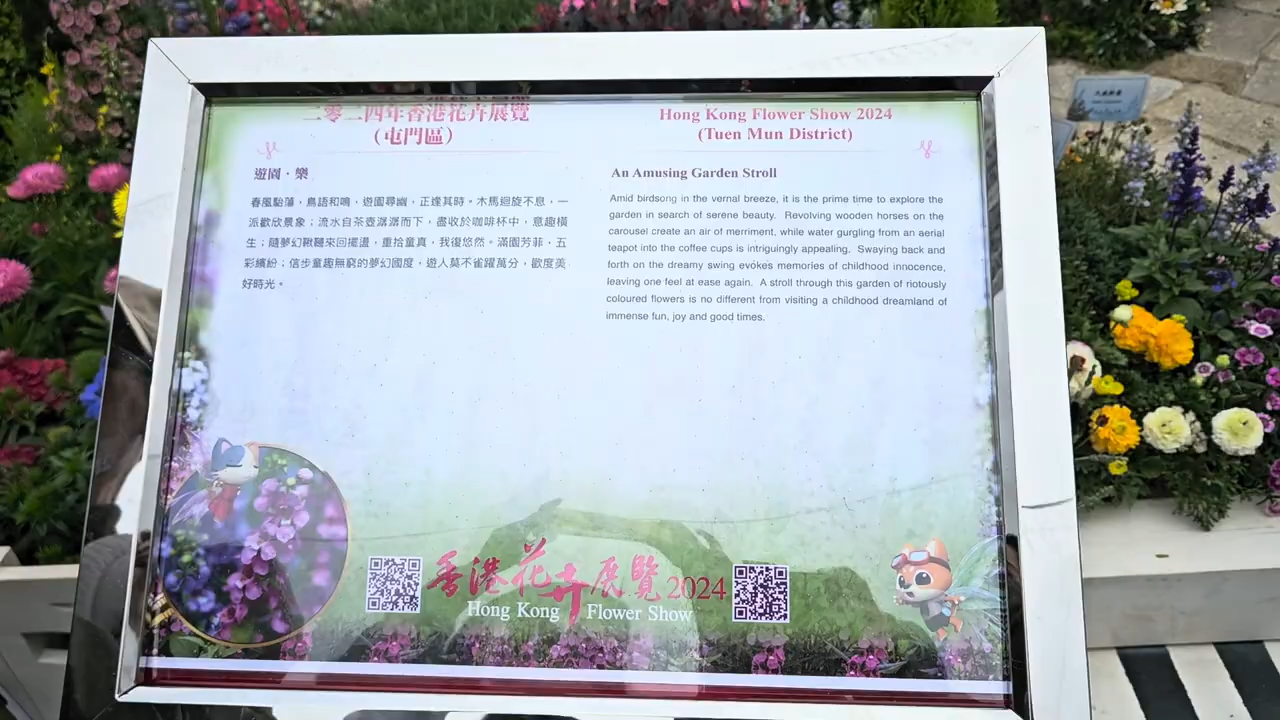 二零二四年香港花卉展覽
（屯門區）
遊園·樂
春風駘蕩，鳥語和鳴，遊園尋幽，正逢其時。木馬迴旋不息，一
派歡欣景象；流水自茶壺潺潺而下，盡收於咖啡杯中，意趣橫
生；隨夢幻鞦韆來回擺盪，重拾童真，我復悠然。滿園芳菲，五
彩繽紛；信步童趣無窮的夢幻國度，遊人莫不雀躍萬分，歡度美
好時光。
Hong Kong Flower Show 2024
(Tuen Mun District)
An Amusing Garden Stroll
Amid birdsong in the vernal breeze, it is the prime time to explore the
garden in search of serene beauty. Revolving wooden horses on the
carousel create an air of merriment, while water gurgling from an aerial
teapot into the coffee cups is intriguingly appealing. Swaying back and
forth on the dreamy swing evokes memories of childhood innocence,
leaving one feel at ease again. A stroll through this garden of riotously
coloured flowers is no different from visiting a childhood dreamland of
immense fun, joy and good times.
香港花卉展覽 2024
Hong Kong Flower Show